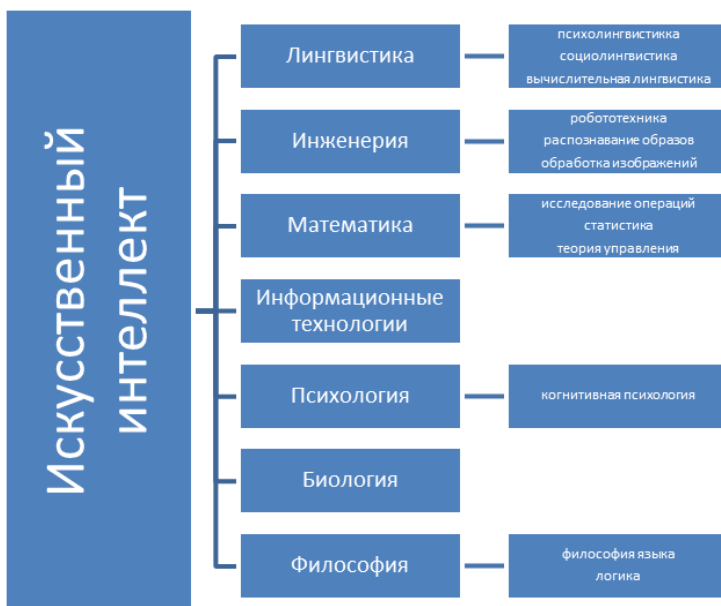 Искусственный
интеллект
Лингвистика
психолингвистикка
социолингвистика
вычислительная лингвистика
Инженерия
робототехника
распознавание образов
обработка изображений
Математика
исследование операций
статистика
теория управления
Информационные
технологии
Психология
когнитивная психология
Биология
Философия
философия языка
логика